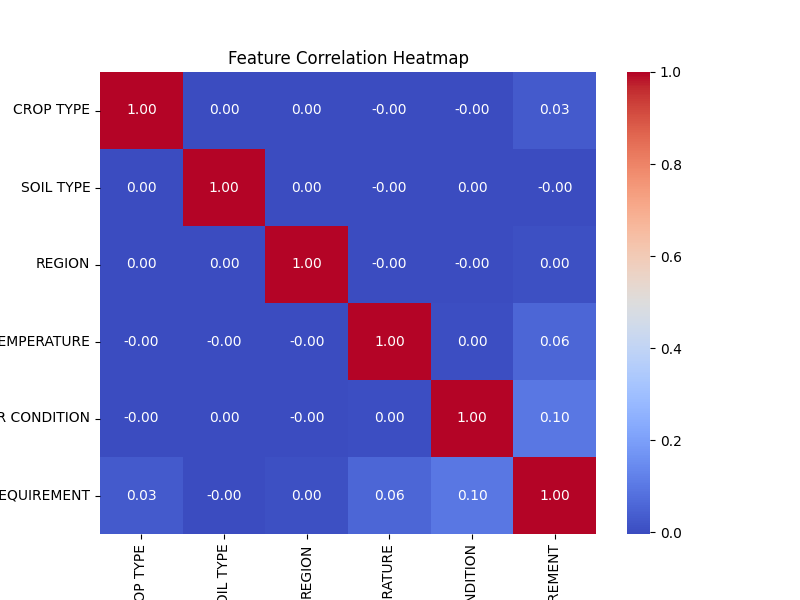 Feature Correlation Heatmap
CROP TYPE 1.00 0.00 0.00 -0.00 -0.00 0.03
SOIL TYPE 0.00 1.00 0.00 -0.00 0.00 -0.00
REGION 0.00 0.00 1.00 -0.00 -0.00 0.00
EMPERATURE -0.00 -0.00 -0.00 1.00 0.00 0.06
R CONDITION -0.00 0.00 -0.00 0.00 1.00 0.10
EQUIREMENT 0.03 -0.00 0.00 0.06 0.10 1.00
OP TYPE
OIL TYPE
REGION
RATURE
NDITION
REMENT
1.0
0.8
0.6
0.4
0.2
0.0